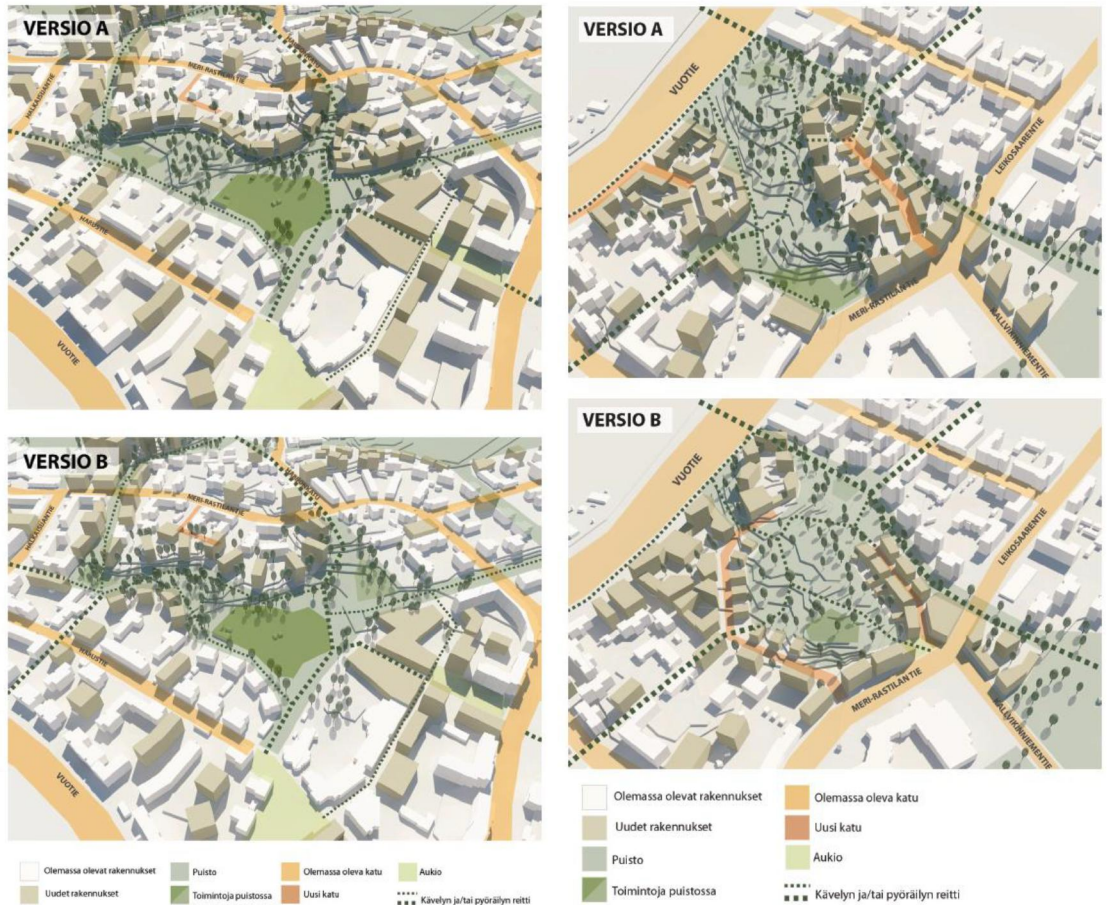 VERSIO A
MERI-RASTILANTIE
HAUSTIE
VUOTIE
VERSIO A
VUOTIE
LEIKOSAARENTIE
MERI-RASTILANTIE
KALLVIKINNIEMENTIE
VERSIO B
MERI-RASTILANTIE
HAUSTIE
VUOTIE
VERSIO B
VUOTIE
LEIKOSAARENTIE
MERI-RASTILANTIE
KALLVIKINNIEMENTIE
Olemassa olevat rakennukset
Puisto
Olemassa oleva katu
Aukio
Uudet rakennukset
Toimintoja puistossa
Uusi katu
Kävelyn ja/tai pyöräilyn reitti
Olemassa olevat rakennukset
Olemassa oleva katu
Uudet rakennukset
Uusi katu
Puisto
Aukio
Toimintoja puistossa
Kävelyn ja/tai pyöräilyn reitti